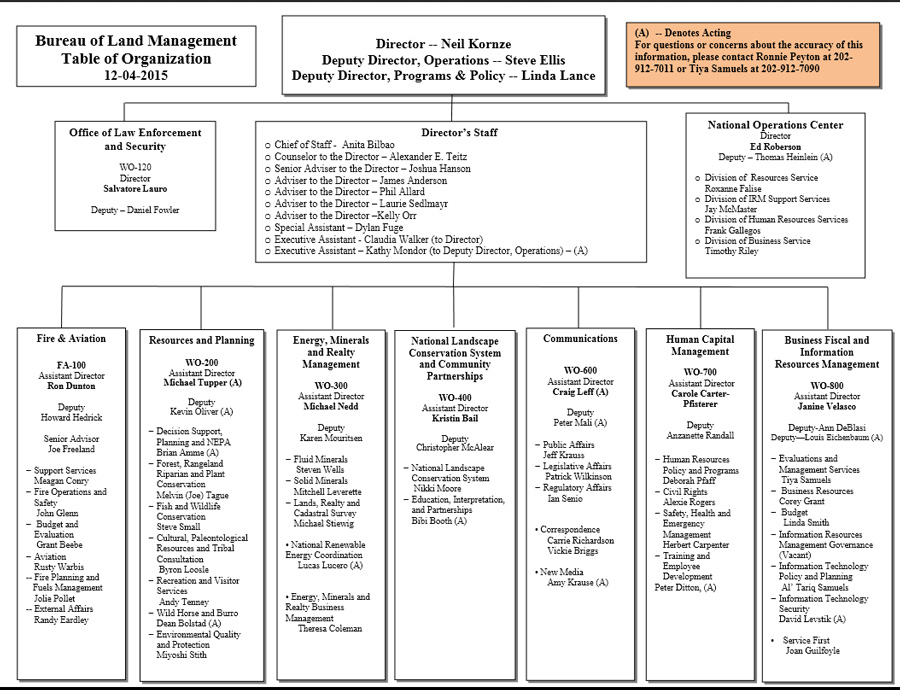 Bureau of Land Management
Table of Organization
12-04-2015
Director -- Neil Kornze
Deputy Director, Operations -- Steve Ellis
Deputy Director, Programs & Policy -- Linda Lance
(A) -- Denotes Acting
For questions or concerns about the accuracy of this
information, please contact Ronnie Peyton at 202-
912-7011 or Tiya Samuels at 202-912-7090
Office of Law Enforcement
and Security
WO-120
Director
Salvatore Lauro
Deputy – Daniel Fowler
Director's Staff
o Chief of Staff - Anita Bilbao
o Counselor to the Director – Alexander E. Teitz
o Senior Adviser to the Director – Joshua Hanson
o Adviser to the Director – James Anderson
o Adviser to the Director – Phil Allard
o Adviser to the Director – Laurie Sedlmayr
o Adviser to the Director –Kelly Orr
o Special Assistant – Dylan Fuge
o Executive Assistant - Claudia Walker (to Director)
o Executive Assistant – Kathy Mondor (to Deputy Director, Operations) – (A)
National Operations Center
Director
Ed Roberson
Deputy – Thomas Heinlein (A)
o Division of Resources Service
Roxanne Falise
o Division of IRM Support Services
Jay McMaster
o Division of Human Resources Services
Frank Gallegos
o Division of Business Service
Timothy Riley
Fire & Aviation
FA-100
Assistant Director
Ron Dunton
Deputy
Howard Hedrick
Senior Advisor
Joe Freeland
– Support Services
Meagan Conry
– Fire Operations and
Safety
John Glenn
– Budget and
Evaluation
Grant Beebe
– Aviation
Rusty Warbis
-- Fire Planning and
Fuels Management
Jolie Pollet
-- External Affairs
Randy Eardley
Resources and Planning
WO-200
Assistant Director
Michael Tupper (A)
Deputy
Kevin Oliver (A)
– Decision Support,
Planning and NEPA
Brian Amme (A)
– Forest, Rangeland
Riparian and Plant
Conservation
Melvin (Joe) Tague
– Fish and Wildlife
Conservation
Steve Small
– Cultural, Paleontological
Resources and Tribal
Consultation
Byron Loosle
– Recreation and Visitor
Services
Andy Tenney
– Wild Horse and Burro
Dean Bolstad (A)
– Environmental Quality
and Protection
Miyoshi Stith
Energy, Minerals
and Realty
Management
WO-300
Assistant Director
Michael Nedd
Deputy
Karen Mouritsen
– Fluid Minerals
Steven Wells
– Solid Minerals
Mitchell Leverette
– Lands, Realty and
Cadastral Survey
Michael Stiewig
• National Renewable
Energy Coordination
Lucas Lucero (A)
• Energy, Minerals and
Realty Business
Management
Theresa Coleman
National Landscape
Conservation System
and Community
Partnerships
WO-400
Assistant Director
Kristin Bail
Deputy
Christopher McAlear
– National Landscape
Conservation System
Nikki Moore
– Education, Interpretation,
and Partnerships
Bibi Booth (A)
Communications
WO-600
Assistant Director
Craig Leff (A)
Deputy
Peter Mali (A)
– Public Affairs
Jeff Krauss
– Legislative Affairs
Patrick Wilkinson
– Regulatory Affairs
Ian Senio
• Correspondence
Carrie Richardson
Vickie Briggs
• New Media
Amy Krause (A)
Human Capital
Management
WO-700
Assistant Director
Carole Carter-
Pfisterer
Deputy
Anzanette Randall
– Human Resources
Policy and Programs
Deborah Pfaff
– Civil Rights
Alexie Rogers
– Safety, Health and
Emergency
Management
Herbert Carpenter
– Training and
Employee
Development
Peter Ditton, (A)
Business Fiscal and
Information
Resources Management
WO-800
Assistant Director
Janine Velasco
Deputy-Ann DeBlasi
Deputy—Louis Eichenbaum (A)
– Evaluations and
Management Services
Tiya Samuels
– Business Resources
Corey Grant
– Budget
Linda Smith
– Information Resources
Management Governance
(Vacant)
– Information Technology
Policy and Planning
Al' Tariq Samuels
– Information Technology
Security
David Levstik (A)
• Service First
Joan Guilfoyle